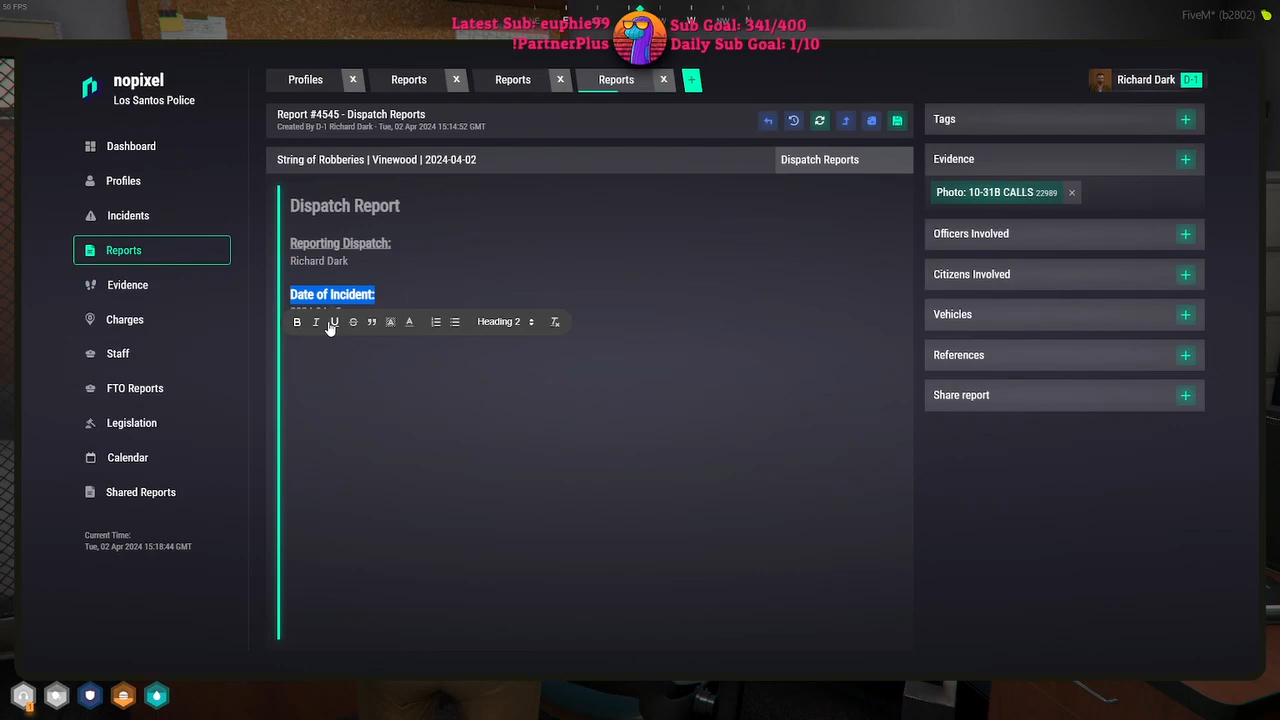 50 FPS
Latest Sub: euphie99
Sub Goal: 341/400
!PartnerPlus
Daily Sub Goal: 1/10
FiveM* (b2802)
nopixel
Los Santos Police
Profiles x
Reports x
Reports x
Reports x
+
Richard Dark D-1
Dashboard
Profiles
Incidents
Reports
Evidence
Charges
Staff
FTO Reports
Legislation
Calendar
Shared Reports
Current Time:
Tue, 02 Apr 2024 15:18:44 GMT
Report #4545 - Dispatch Reports
Created By D-1 Richard Dark - Tue, 02 Apr 2024 15:14:52 GMT
String of Robberies | Vinewood | 2024-04-02
Dispatch Reports
Dispatch Report
Reporting Dispatch:
Richard Dark
Date of Incident:
B I U S A Heading 2
Tags +
Evidence +
Photo: 10-31B CALLS 22989 x
Officers Involved +
Citizens Involved +
Vehicles +
References +
Share report +